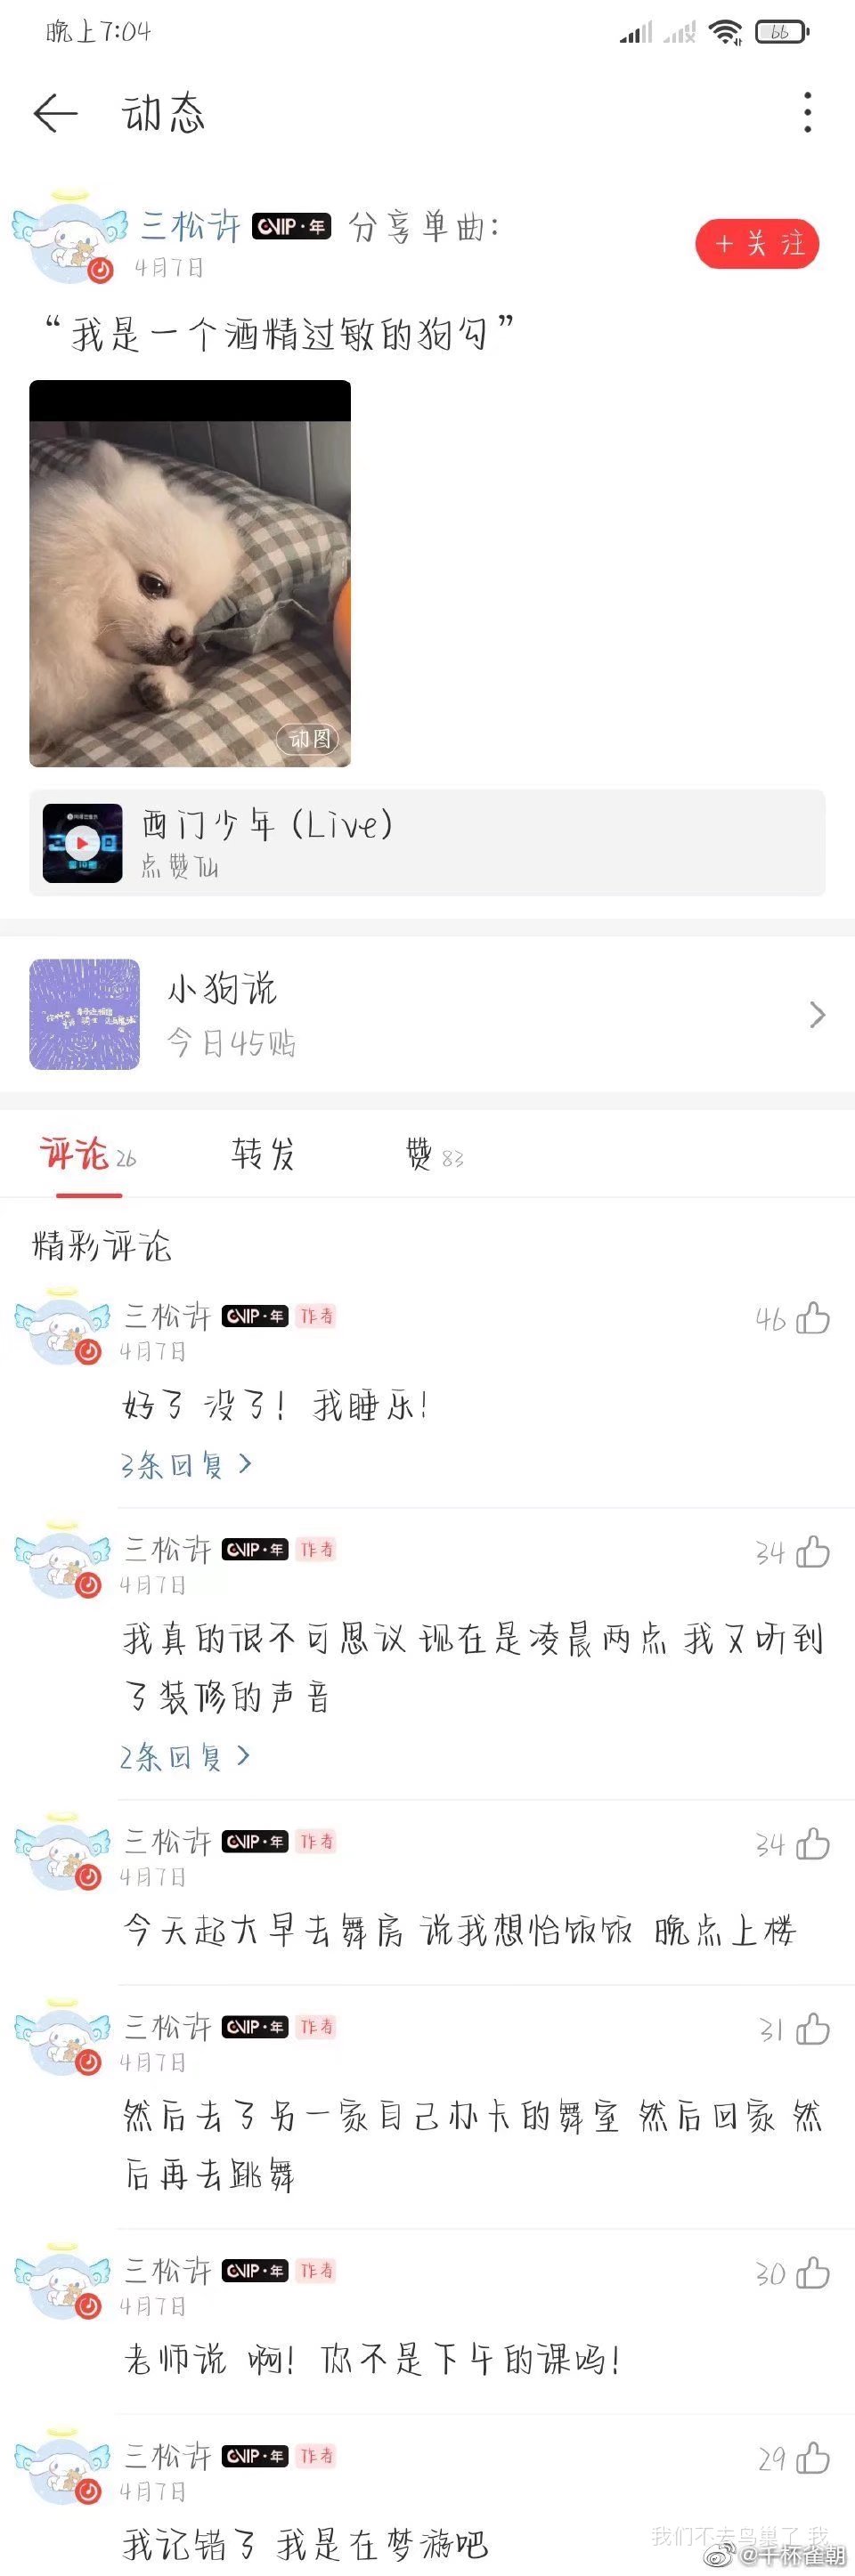 晚上7:04
66
动态
三松许 CVIP·年 分享单曲:
4月7日
+关注
“我是一个酒精过敏的狗勾”
动图
西门少年 (Live)
点赞仙
小狗说
今日45贴
评论 26 转发 赞 83
精彩评论
三松许 CVIP·年 作者
46
4月7日
好了 没了！我睡乐！
3条回复 >
三松许 CVIP·年 作者
34
4月7日
我真的很不可思议 现在是凌晨两点 我又听到
了装修的声音
2条回复 >
三松许 CVIP·年 作者
34
4月7日
今天起大早去舞房 说我想恰饭饭 晚点上楼
三松许 CVIP·年 作者
31
4月7日
然后去了另一家自己办卡的舞室 然后回家 然
后再去跳舞
三松许 CVIP·年 作者
30
4月7日
老师说 啊！你不是下午的课吗！
三松许 CVIP·年 作者
29
4月7日
我记错了 我是在梦游吧
我们不去鸟巢了 我
@千杯雀朝